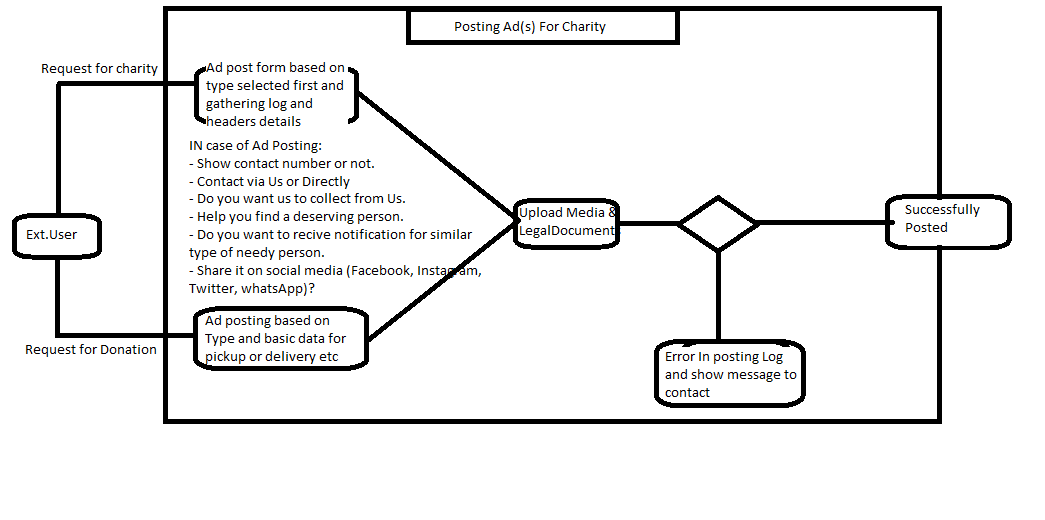 Posting Ad(s) For Charity
Request for charity
Ad post form based on
type selected first and
gathering log and
headers details
IN case of Ad Posting:
- Show contact number or not.
- Contact via Us or Directly
- Do you want us to collect from Us.
- Help you find a deserving person.
- Do you want to recive notification for similar
type of needy person.
- Share it on social media (Facebook, Instagram,
Twitter, whatsApp)?
Ext.User
Upload Media &
LegalDocument
Successfully
Posted
Ad posting based on
Type and basic data for
pickup or delivery etc
Request for Donation
Error In posting Log
and show message to
contact